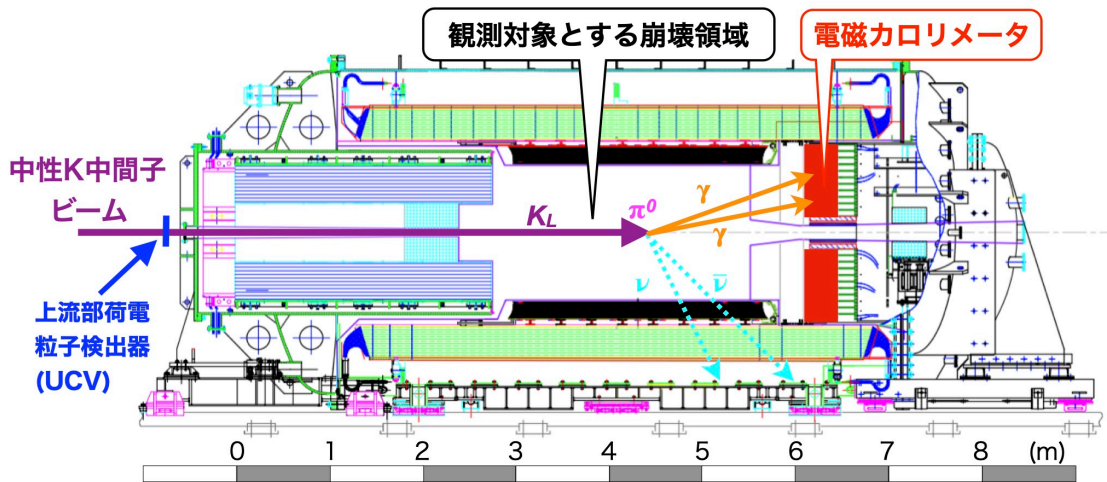 観測対象とする崩壊領域
電磁カロリメータ
中性K中間子
ビーム
KL
π0
γ
γ
ν
ν̅
上流部荷電
粒子検出器
(UCV)
0 1 2 3 4 5 6 7 8 (m)